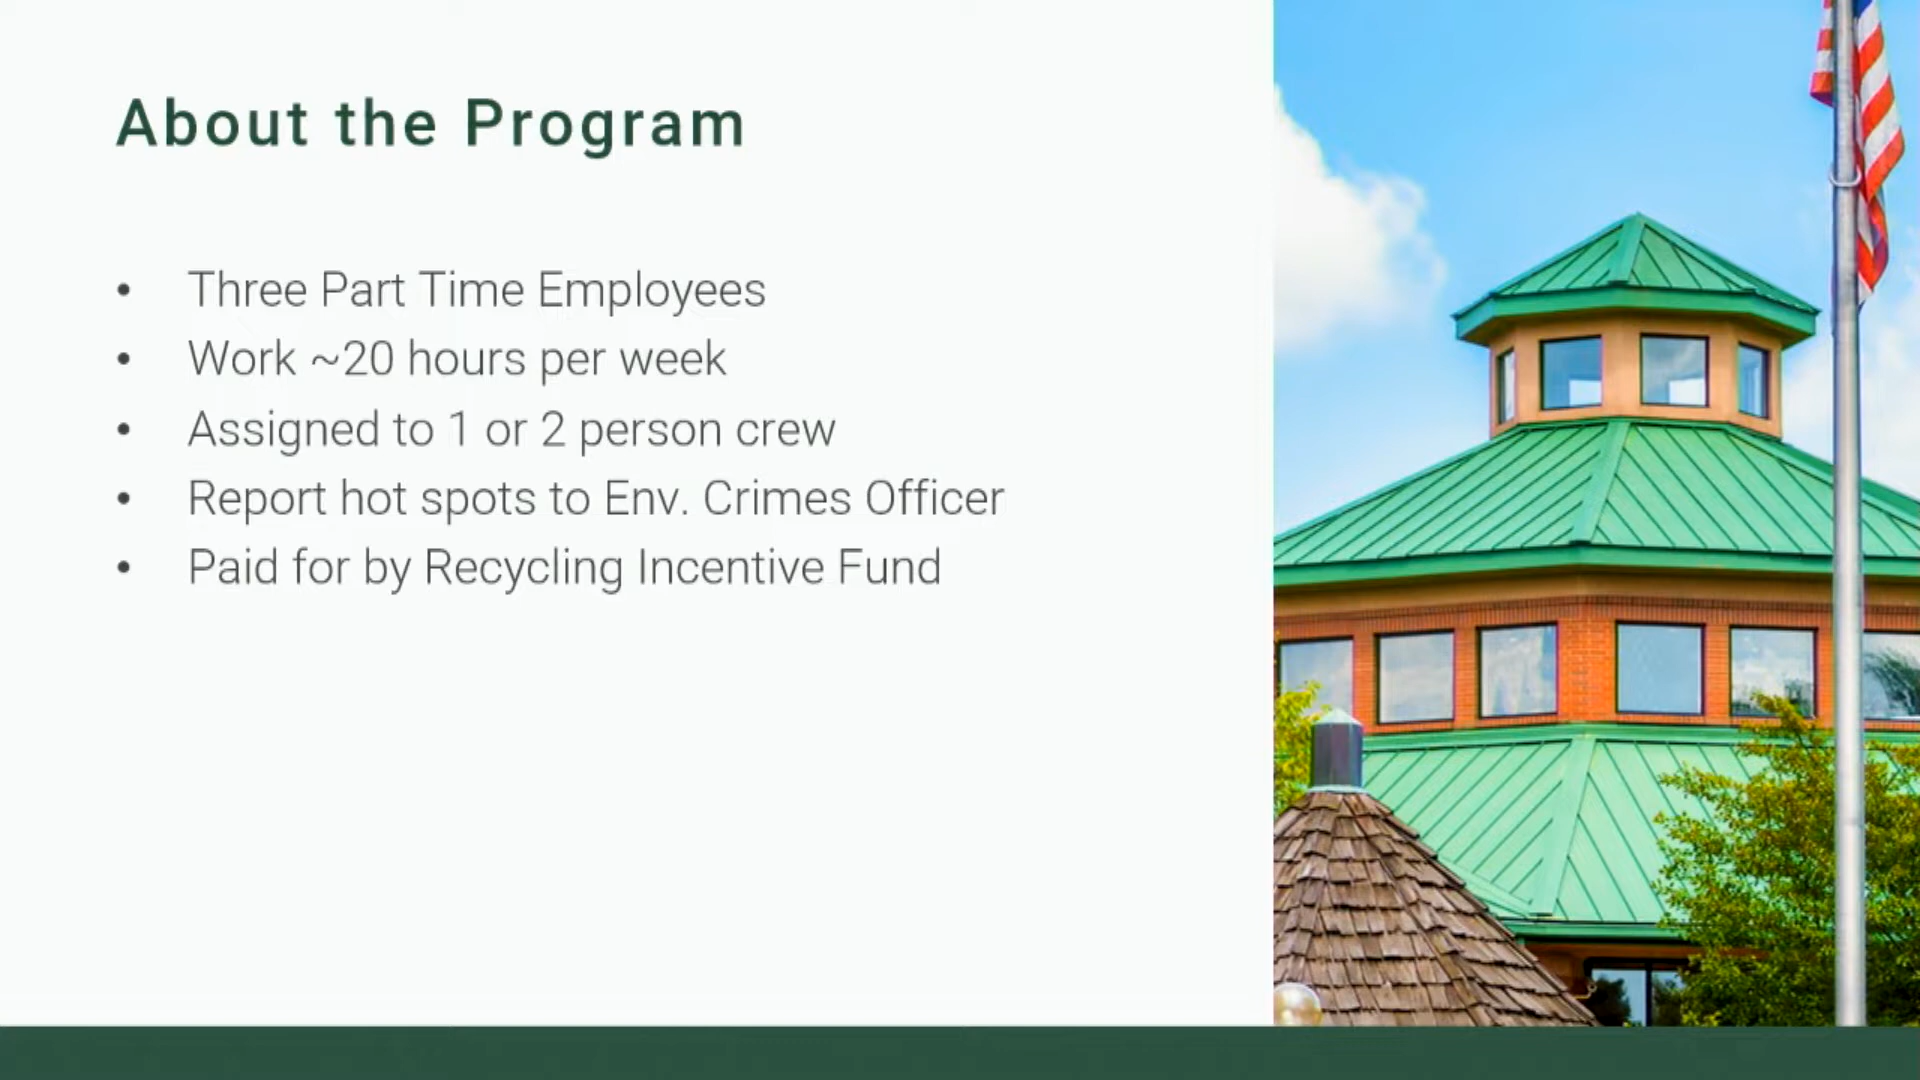 About the Program
• Three Part Time Employees
• Work ~20 hours per week
• Assigned to 1 or 2 person crew
• Report hot spots to Env. Crimes Officer
• Paid for by Recycling Incentive Fund